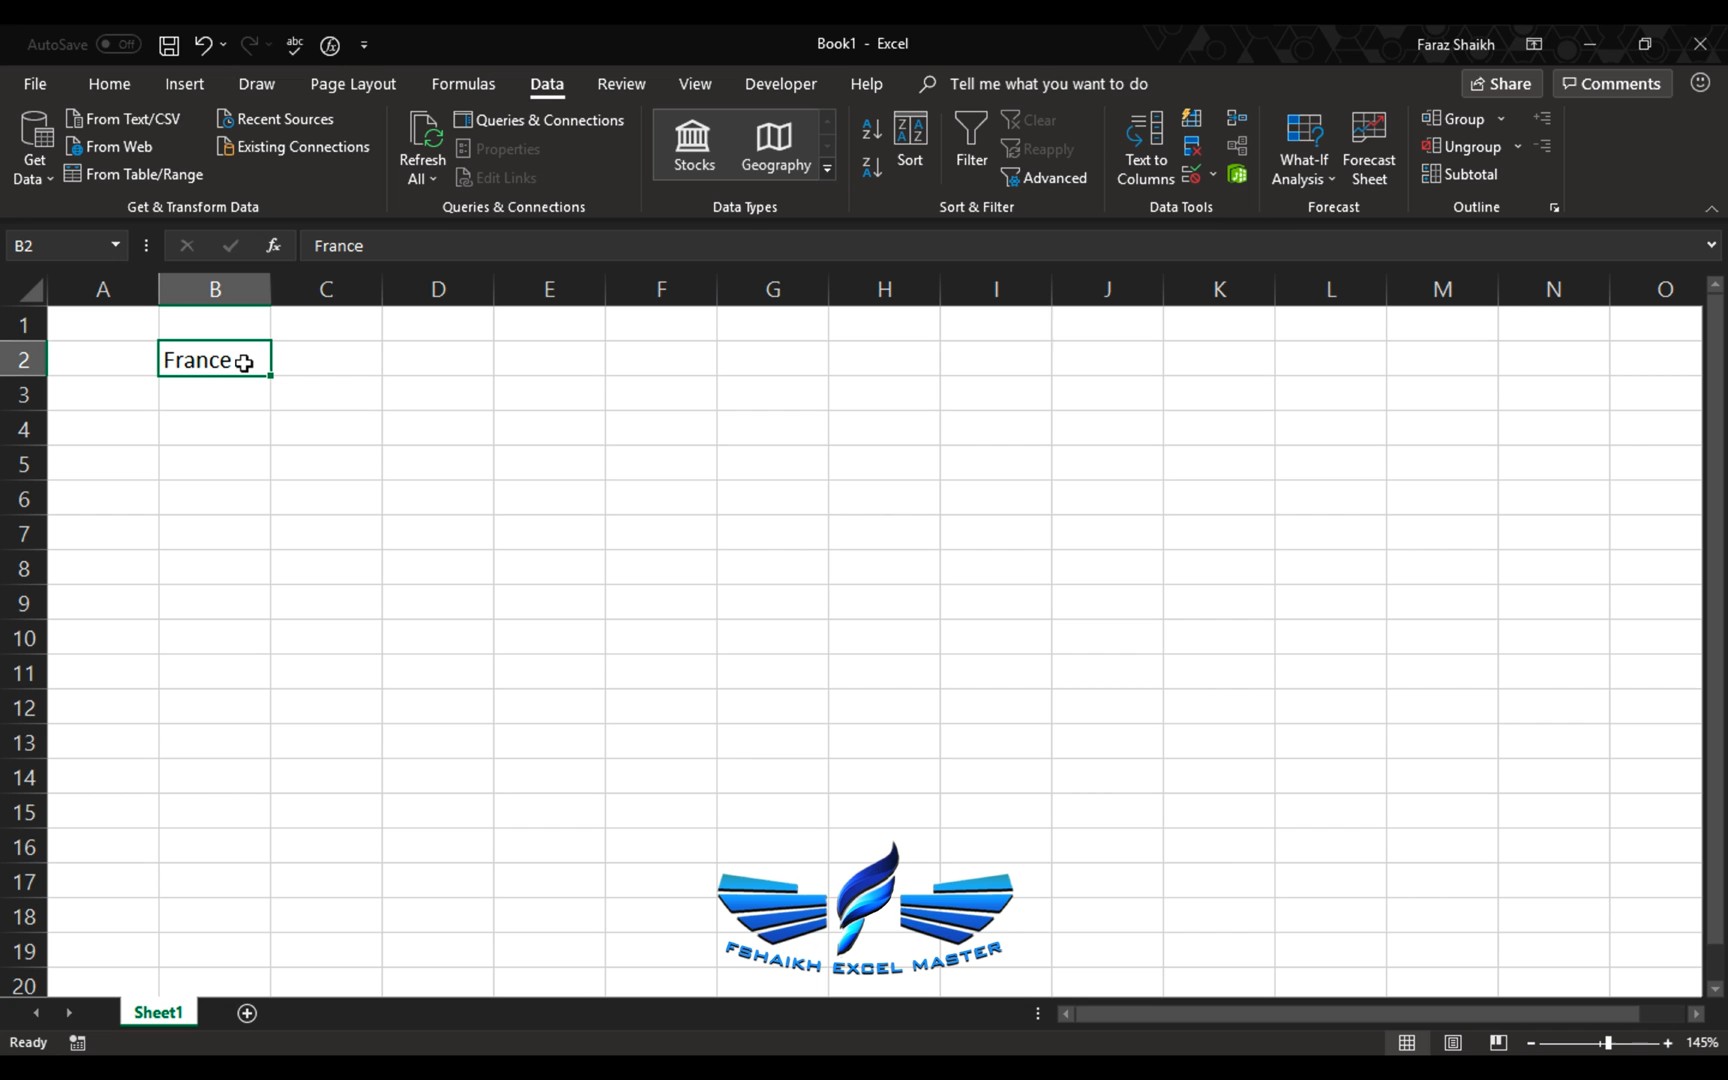 AutoSave Off abc Book1 - Excel Faraz Shaikh
File Home Insert Draw Page Layout Formulas Data Review View Developer Help Tell me what you want to do Share Comments
Get Data
From Text/CSV
From Web
From Table/Range
Recent Sources
Existing Connections
Get & Transform Data
Refresh All
Queries & Connections
Properties
Edit Links
Queries & Connections
Stocks Geography
Data Types
Sort
Filter
Clear
Reapply
Advanced
Sort & Filter
Text to Columns
Data Tools
What-If Analysis
Forecast Sheet
Forecast
Group
Ungroup
Subtotal
Outline
B2 fx France
A B C D E F G H I J K L M N O
1
2 France
3
4
5
6
7
8
9
10
11
12
13
14
15
16
17
18
19
20
FSHAIKH EXCEL MASTER
Sheet1
Ready 145%